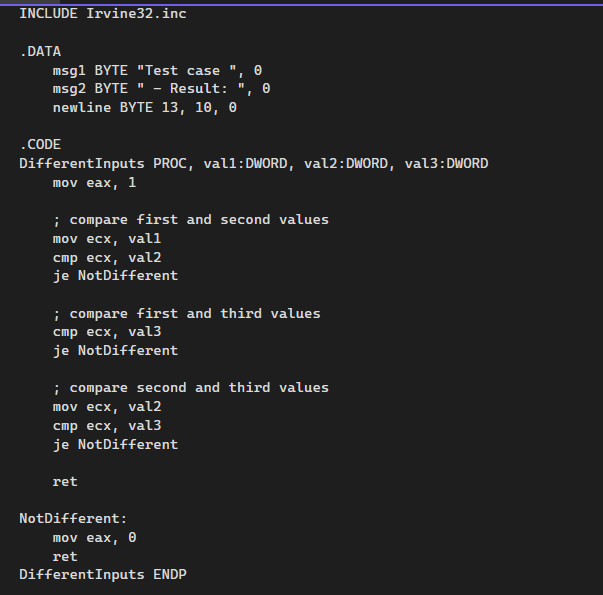 INCLUDE Irvine32.inc

.DATA
    msg1 BYTE "Test case ", 0
    msg2 BYTE " - Result: ", 0
    newline BYTE 13, 10, 0

.CODE
DifferentInputs PROC, val1:DWORD, val2:DWORD, val3:DWORD
    mov eax, 1

    ; compare first and second values
    mov ecx, val1
    cmp ecx, val2
    je NotDifferent

    ; compare first and third values
    cmp ecx, val3
    je NotDifferent

    ; compare second and third values
    mov ecx, val2
    cmp ecx, val3
    je NotDifferent

    ret

NotDifferent:
    mov eax, 0
    ret
DifferentInputs ENDP